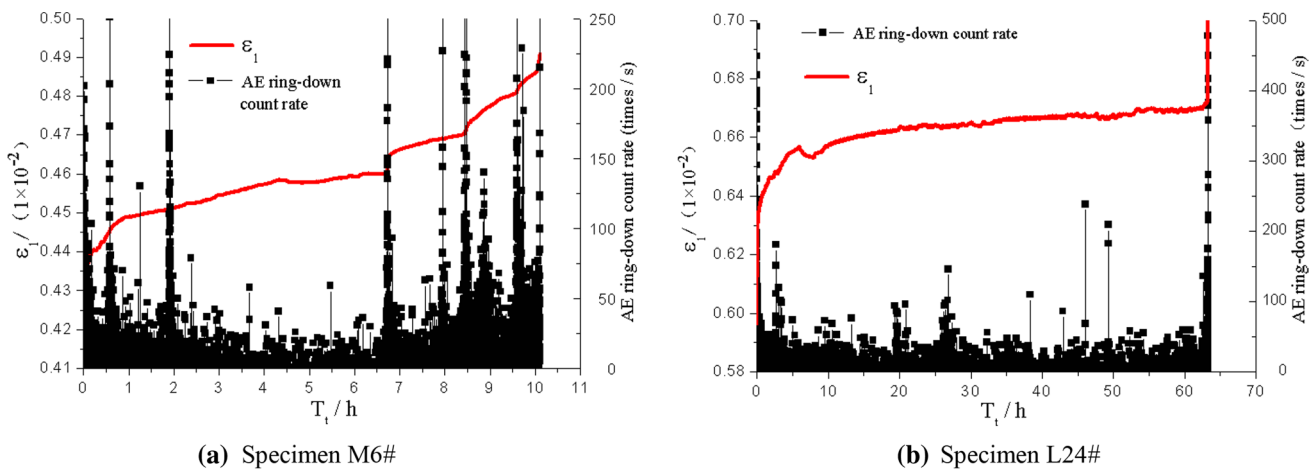 0.50
0.49
0.48
0.47
0.46
0.45
0.44
0.43
0.42
0.41
ε₁/（1×10⁻²）
ε₁
AE ring-down
count rate
250
200
150
100
50
0
AE ring-down count rate (times / s)
0 1 2 3 4 5 6 7 8 9 10 11
Tₜ / h
(a) Specimen M6#
0.70
0.68
0.66
0.64
0.62
0.60
0.58
ε₁/（1×10⁻²）
AE ring-down count rate
ε₁
500
400
300
200
100
0
AE ring-down count rate (times / s)
0 10 20 30 40 50 60 70
Tₜ / h
(b) Specimen L24#